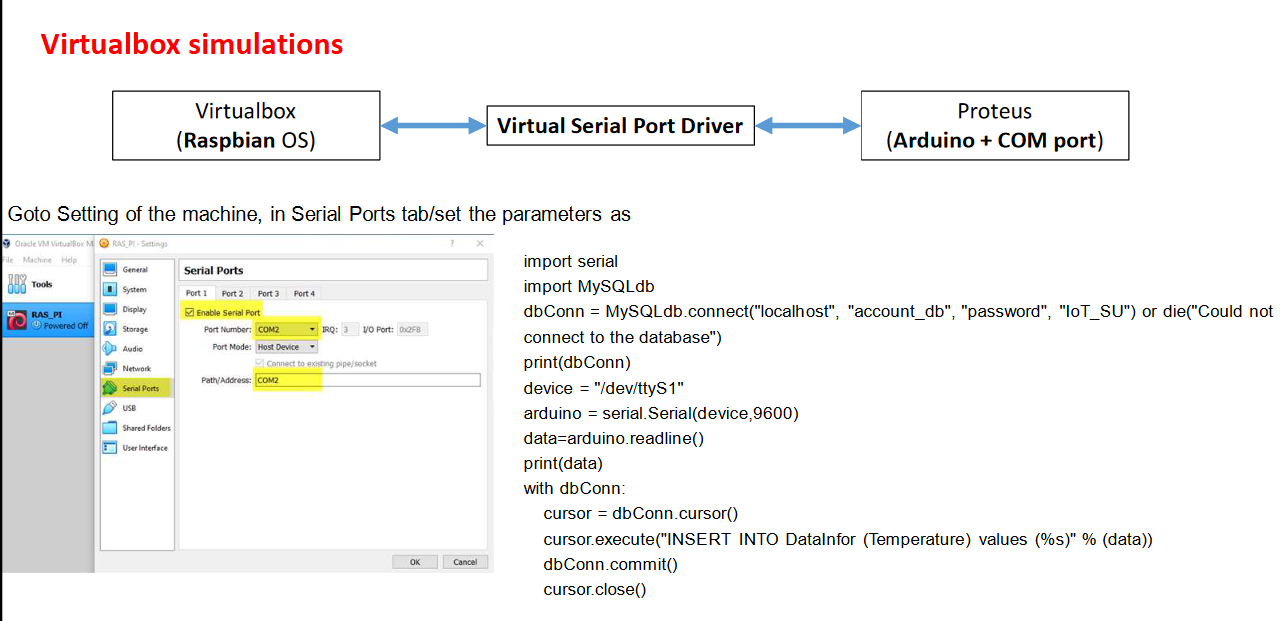 Virtualbox simulations
Virtualbox
(Raspbian OS)
Virtual Serial Port Driver
Proteus
(Arduino + COM port)
Goto Setting of the machine, in Serial Ports tab/set the parameters as
Oracle VM VirtualBox M
RAS_PI - Settings
? ×
File Machine Help
Tools
RAS_PI
Powered Off
General
System
Display
Storage
Audio
Network
Serial Ports
USB
Shared Folders
User Interface
Serial Ports
Port 1 Port 2 Port 3 Port 4
Enable Serial Port
Port Number: COM2 IRQ: 3 I/O Port: 0x2F8
Port Mode: Host Device
Connect to existing pipe/socket
Path/Address: COM2
OK Cancel
import serial
import MySQLdb
dbConn = MySQLdb.connect("localhost", "account_db", "password", "IoT_SU") or die("Could not
connect to the database")
print(dbConn)
device = "/dev/ttyS1"
arduino = serial.Serial(device,9600)
data=arduino.readline()
print(data)
with dbConn:
cursor = dbConn.cursor()
cursor.execute("INSERT INTO DataInfor (Temperature) values (%s)" % (data))
dbConn.commit()
cursor.close()